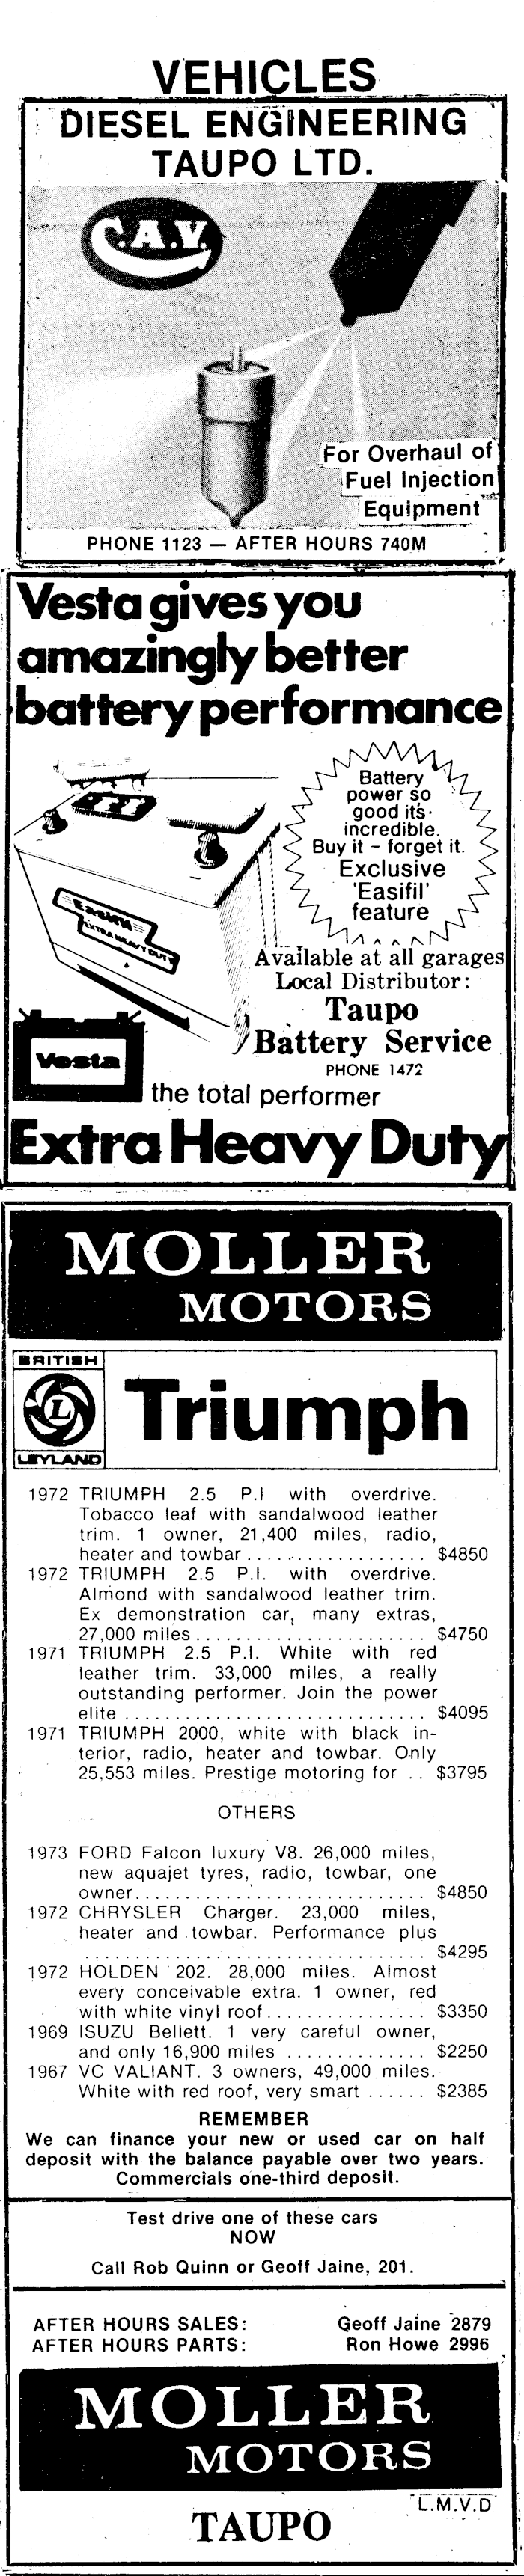 VEHICLES
DIESEL ENGINEERING
TAUPO LTD.
C.A.V.
For Overhaul of
Fuel Injection
Equipment
PHONE 1123 — AFTER HOURS 740M
Vesta gives you
amazingly better
battery performance
Battery
power so
good it's
incredible.
Buy it – forget it.
Exclusive
'Easifil'
feature
Easifil
EXTRA HEAVY DUTY
Available at all garages
Local Distributor:
Taupo
Battery Service
PHONE 1472
Vesta
the total performer
Extra Heavy Duty
MOLLER
MOTORS
BRITISH
L
LEYLAND
Triumph
1972 TRIUMPH 2.5 P.I with overdrive.
Tobacco leaf with sandalwood leather
trim. 1 owner, 21,400 miles, radio,
heater and towbar .................. $4850
1972 TRIUMPH 2.5 P.I. with overdrive.
Almond with sandalwood leather trim.
Ex demonstration car, many extras,
27,000 miles ....................... $4750
1971 TRIUMPH 2.5 P.I. White with red
leather trim. 33,000 miles, a really
outstanding performer. Join the power
elite .............................. $4095
1971 TRIUMPH 2000, white with black in-
terior, radio, heater and towbar. Only
25,553 miles. Prestige motoring for .. $3795
OTHERS
1973 FORD Falcon luxury V8. 26,000 miles,
new aquajet tyres, radio, towbar, one
owner............................. $4850
1972 CHRYSLER Charger. 23,000 miles,
heater and towbar. Performance plus
.................................. $4295
1972 HOLDEN 202. 28,000 miles. Almost
every conceivable extra. 1 owner, red
with white vinyl roof................ $3350
1969 ISUZU Bellett. 1 very careful owner,
and only 16,900 miles .............. $2250
1967 VC VALIANT. 3 owners, 49,000 miles.
White with red roof, very smart ...... $2385
REMEMBER
We can finance your new or used car on half
deposit with the balance payable over two years.
Commercials one-third deposit.
Test drive one of these cars
NOW
Call Rob Quinn or Geoff Jaine, 201.
AFTER HOURS SALES: Geoff Jaine 2879
AFTER HOURS PARTS: Ron Howe 2996
MOLLER
MOTORS
L.M.V.D
TAUPO